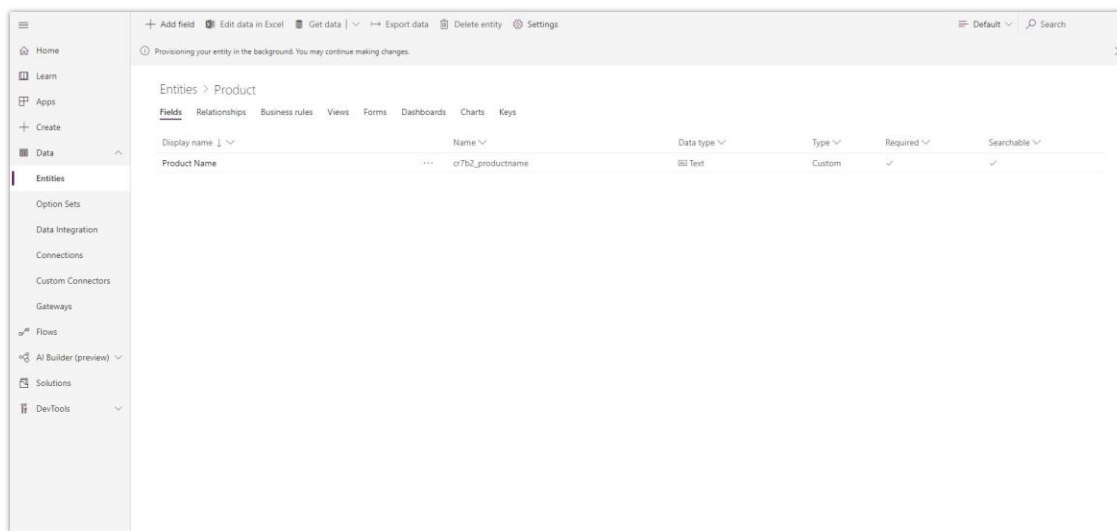 Add field Edit data in Excel Get data Export data Delete entity Settings Default Search
Provisioning your entity in the background. You may continue making changes.
Home
Learn
Apps
Create
Data
Entities
Option Sets
Data Integration
Connections
Custom Connectors
Gateways
Flows
AI Builder (preview)
Solutions
DevTools
Entities > Product
Fields Relationships Business rules Views Forms Dashboards Charts Keys
Display name Name Data type Type Required Searchable
Product Name ... cr7b2_productname Text Custom